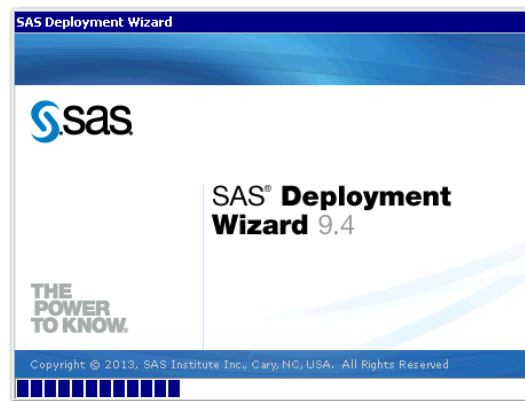 SAS Deployment Wizard
sas
SAS® Deployment
Wizard 9.4
THE
POWER
TO KNOW.
Copyright © 2013, SAS Institute Inc., Cary, NC, USA. All Rights Reserved